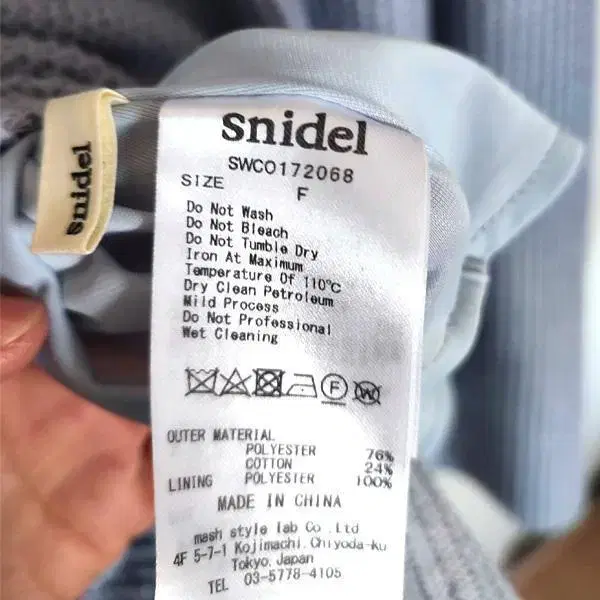 snidel
snidel
SWCO172068
SIZE F
Do Not Wash
Do Not Bleach
Do Not Tumble Dry
Iron At Maximum
Temperature Of 110℃
Dry Clean Petroleum
Mild Process
Do Not Professional
Wet Cleaning
F W
OUTER MATERIAL
POLYESTER 76%
COTTON 24%
LINING POLYESTER 100%
MADE IN CHINA
mash style lab Co.Ltd
4F 5-7-1 Kojimachi.Chiyoda-ku
Tokyo.Japan
TEL 03-5778-4105